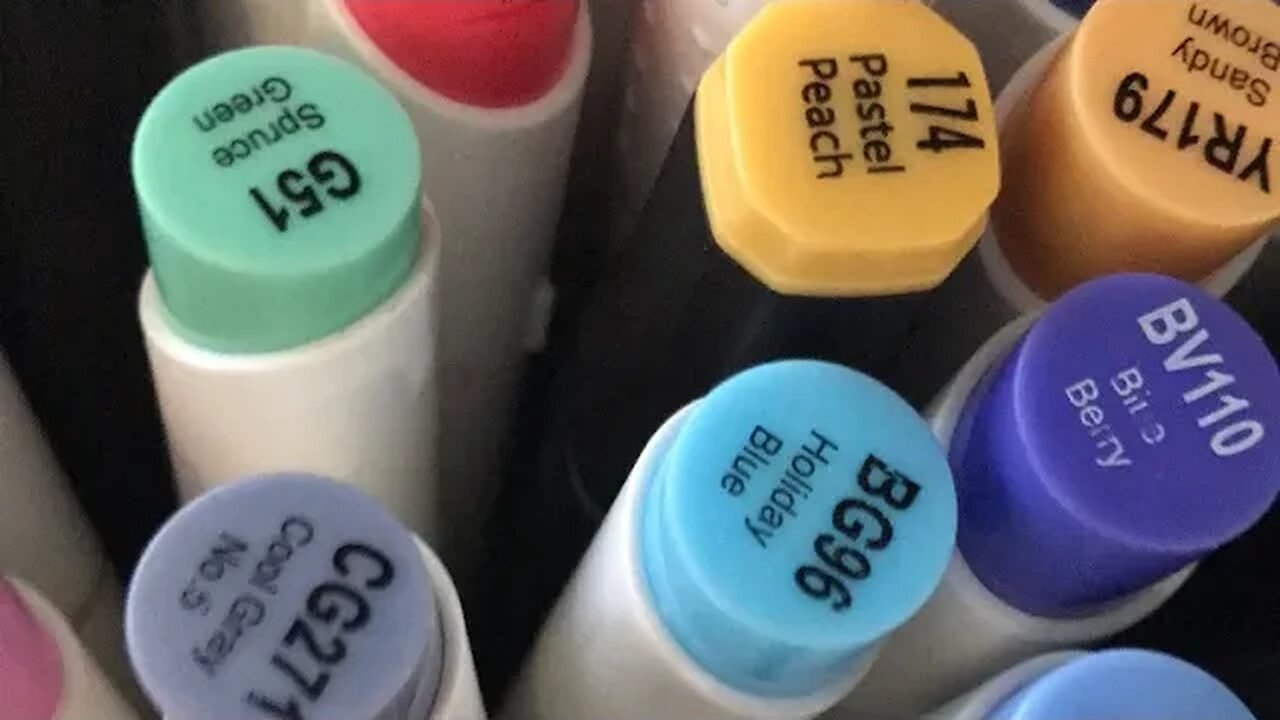 G51
Spruce
Green
174
Pastel
Peach
YR179
Sandy
Brown
BV110
Berry
BG96
Holiday
Blue
CG271
Cool Gray
No.5